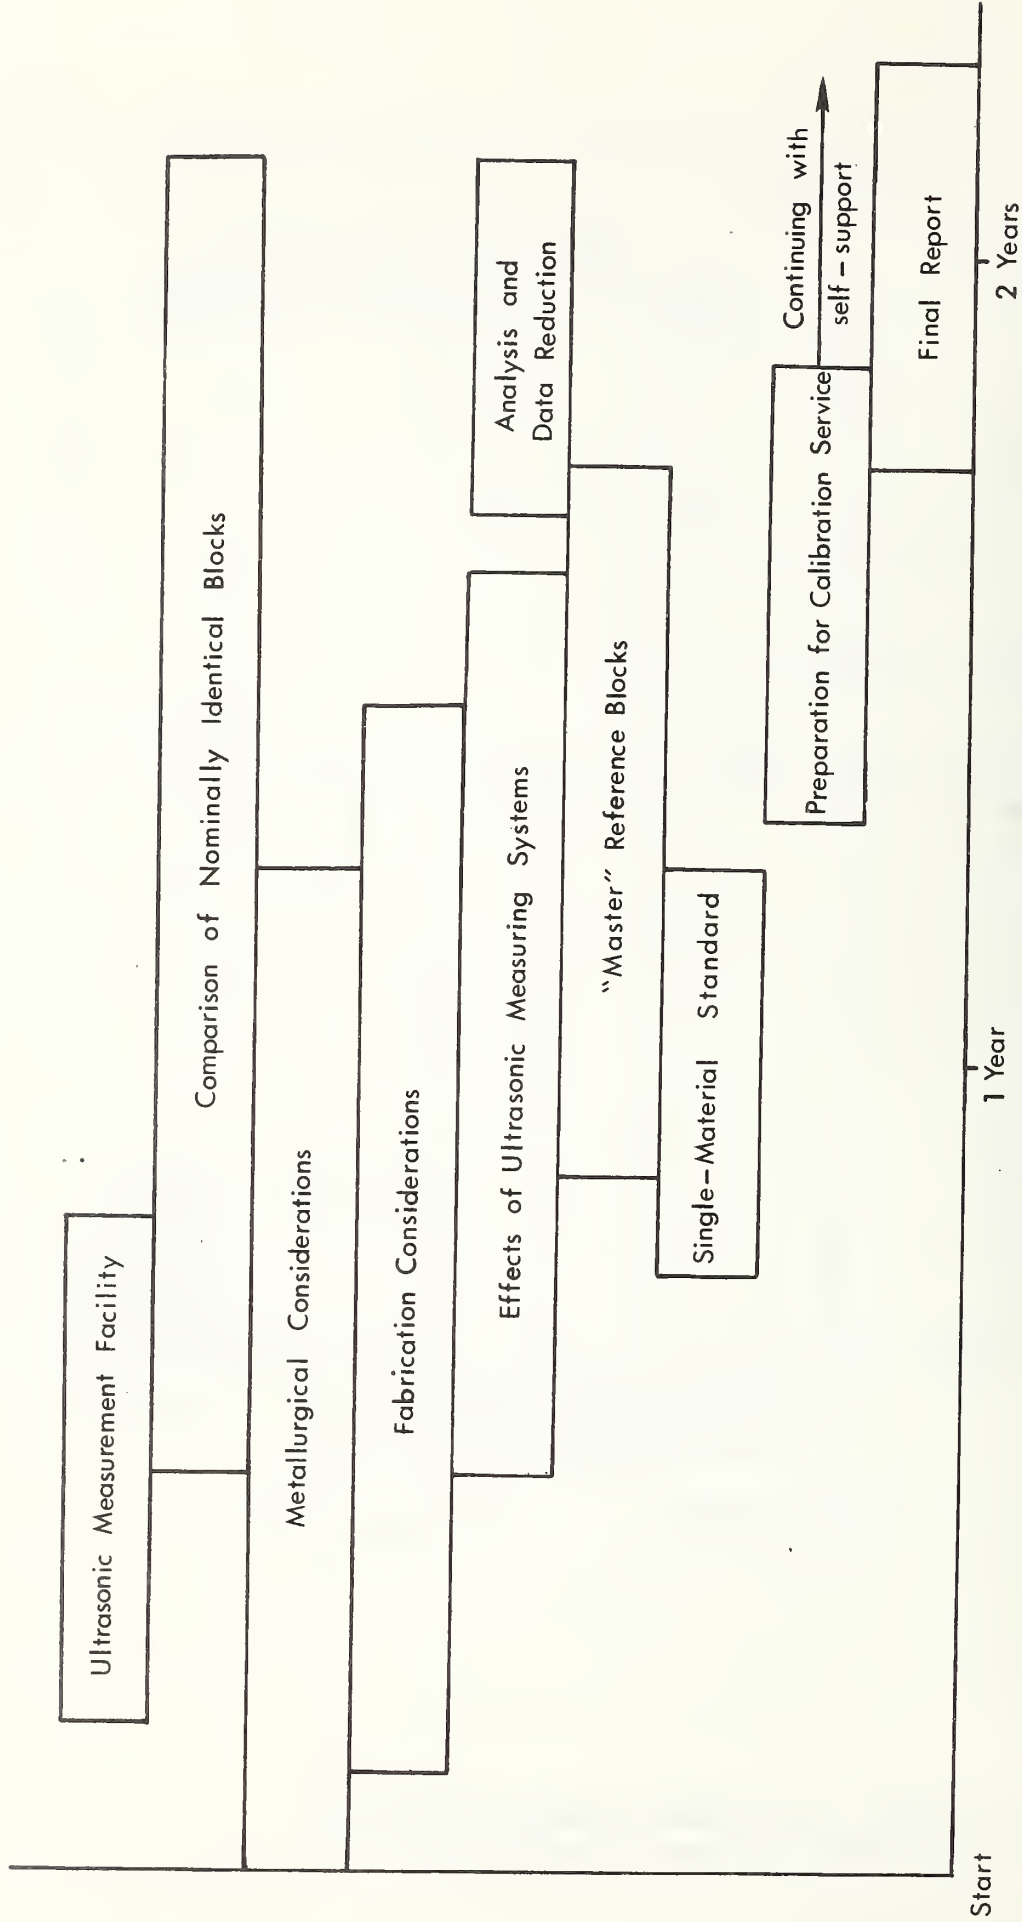 Ultrasonic Measurement Facility
Comparison of Nominally Identical Blocks
Metallurgical Considerations
Fabrication Considerations
Effects of Ultrasonic Measuring Systems
Analysis and
Data Reduction
“Master” Reference Blocks
Single–Material Standard
Preparation for Calibration Service
Continuing with
self–support
Final Report
Start
1 Year
2 Years